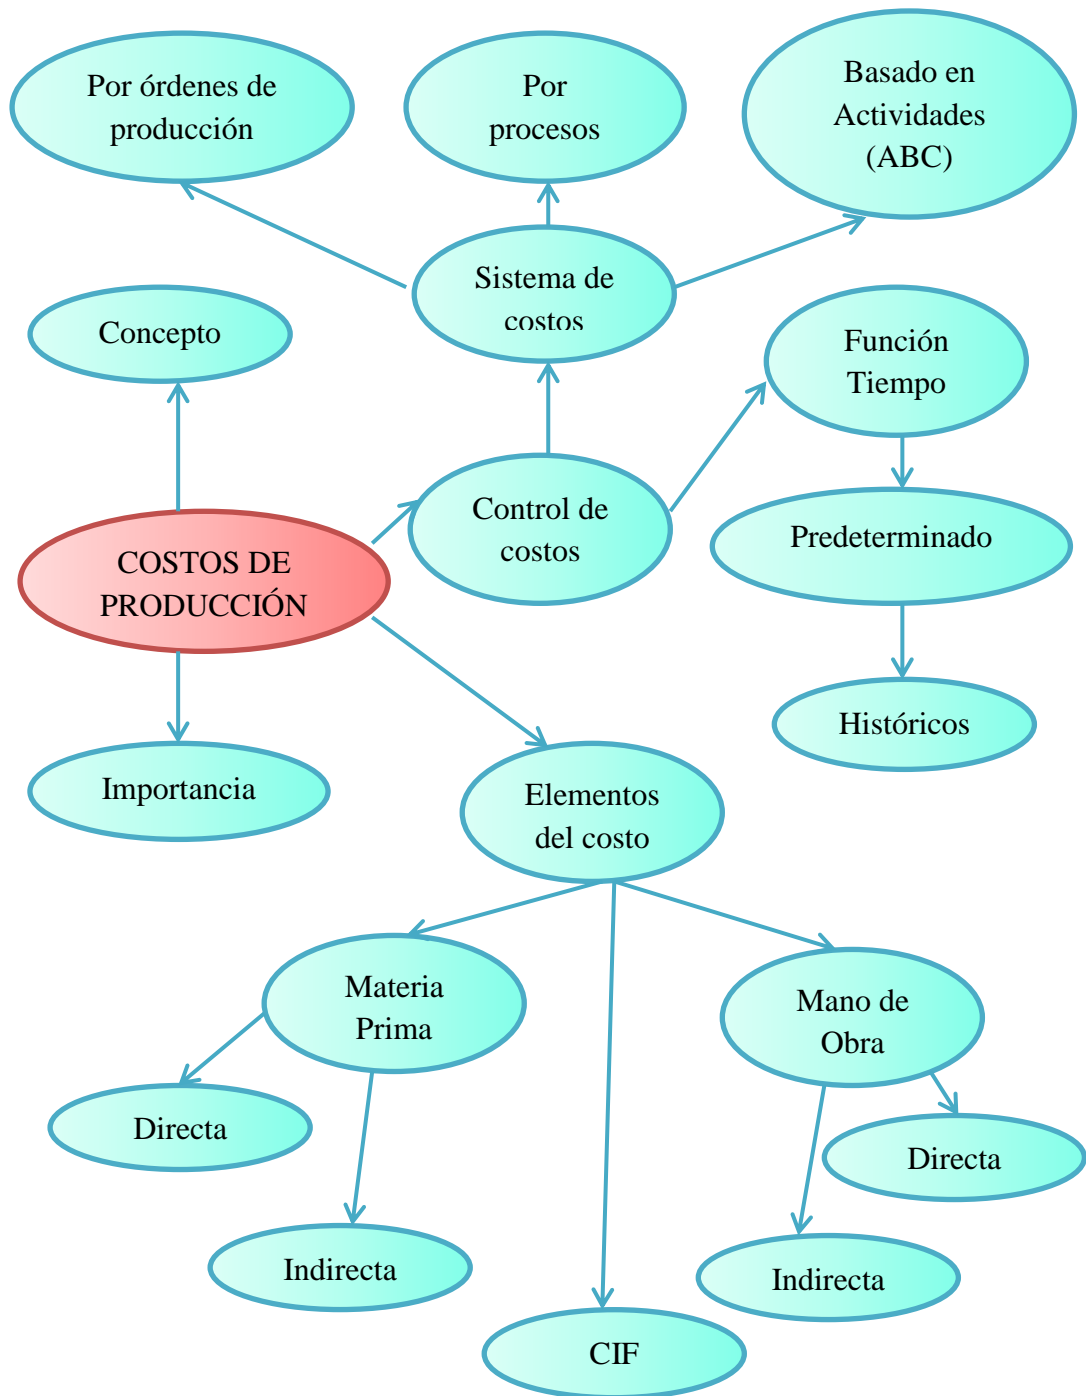 Por órdenes de
producción
Por
procesos
Basado en
Actividades
(ABC)
Sistema de
costos
Concepto
Función
Tiempo
Control de
costos
Predeterminado
COSTOS DE
PRODUCCIÓN
Históricos
Importancia
Elementos
del costo
Materia
Prima
Mano de
Obra
Directa
Directa
Indirecta
Indirecta
CIF